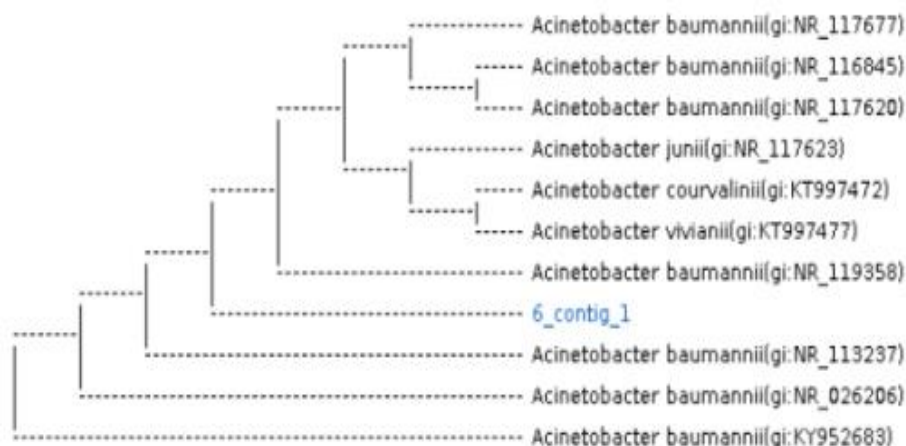 Acinetobacter baumannii(gi:NR_117677)
Acinetobacter baumannii(gi:NR_116845)
Acinetobacter baumannii(gi:NR_117620)
Acinetobacter junii(gi:NR_117623)
Acinetobacter courvalinii(gi:KT997472)
Acinetobacter vivianii(gi:KT997477)
Acinetobacter baumannii(gi:NR_119358)
6_contig_1
Acinetobacter baumannii(gi:NR_113237)
Acinetobacter baumannii(gi:NR_026206)
Acinetobacter baumannii(gi:KY952683)